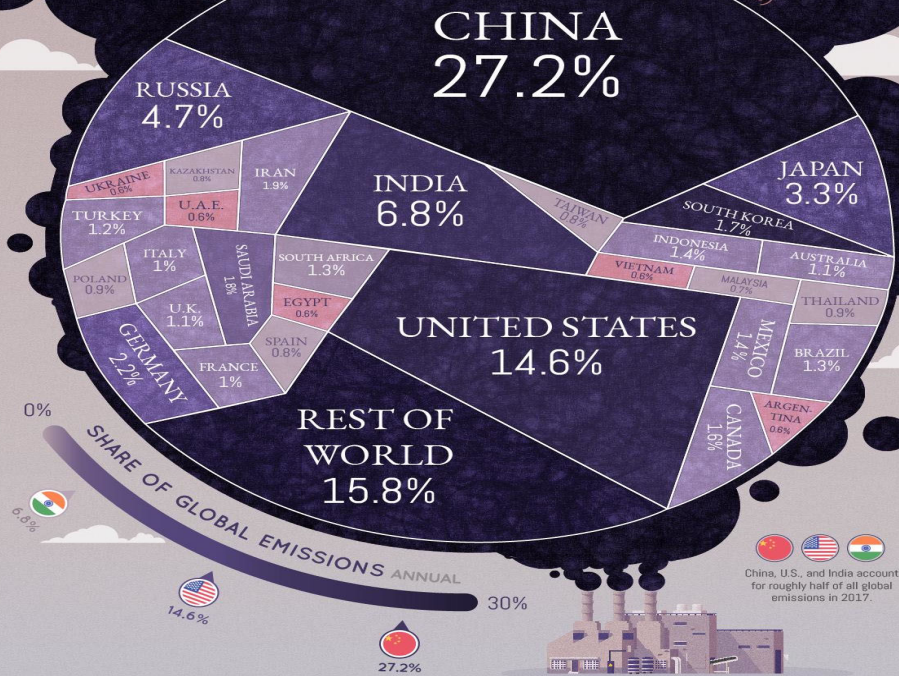 CHINA
27.2%
RUSSIA
4.7%
JAPAN
3.3%
IRAN
1.9%
KAZAKHSTAN
0.8%
UKRAINE
0.6%
INDIA
6.8%
U.A.E.
0.6%
TAIWAN
0.8%
SOUTH KOREA
1.7%
TURKEY
1.2%
INDONESIA
1.4%
AUSTRALIA
1.1%
ITALY
1%
SAUDI ARABIA
1.8%
SOUTH AFRICA
1.3%
VIETNAM
0.6%
MALAYSIA
0.7%
POLAND
0.9%
EGYPT
0.6%
THAILAND
0.9%
U.K.
1.1%
UNITED STATES
14.6%
MEXICO
1.4%
GERMANY
2.2%
SPAIN
0.8%
BRAZIL
1.3%
FRANCE
1%
REST OF
WORLD
15.8%
CANADA
1.6%
ARGEN-
TINA
0.6%
0%
SHARE OF GLOBAL EMISSIONS ANNUAL
30%
6.8%
14.6%
27.2%
China, U.S., and India account
for roughly half of all global
emissions in 2017.